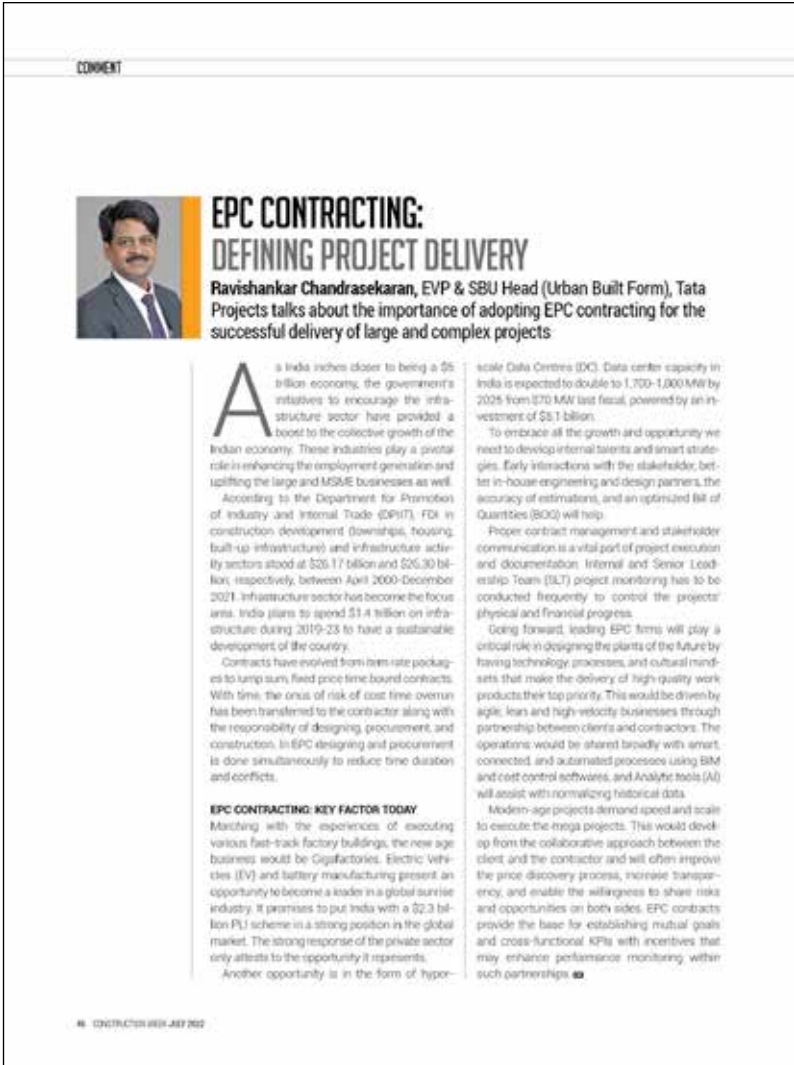 COMMENT
EPC CONTRACTING:
DEFINING PROJECT DELIVERY
Ravishankar Chandrasekaran, EVP & SBU Head (Urban Built Form), Tata
Projects talks about the importance of adopting EPC contracting for the
successful delivery of large and complex projects
A
s India inches closer to being a $5
trillion economy, the government's
initiatives to encourage the infra-
structure sector have provided a
boost to the collective growth of the
Indian economy. These industries play a pivotal
role in enhancing the employment generation and
uplifting the large and MSME businesses as well.
According to the Department for Promotion
of Industry and Internal Trade (DPIIT), FDI in
construction development (townships, housing,
built-up infrastructure) and infrastructure activ-
ity sectors stood at $26.17 billion and $26.30 bil-
lion, respectively, between April 2000-December
2021. Infrastructure sector has become the focus
area. India plans to spend $1.4 trillion on infra-
structure during 2019-23 to have a sustainable
development of the country.
Contracts have evolved from item rate packag-
es to lump sum, fixed price time bound contracts.
With time, the onus of risk of cost time overrun
has been transferred to the contractor along with
the responsibility of designing, procurement, and
construction. In EPC designing and procurement
is done simultaneously to reduce time duration
and conflicts.
EPC CONTRACTING: KEY FACTOR TODAY
Marching with the experiences of executing
various fast-track factory buildings, the new age
business would be Gigafactories. Electric Vehi-
cles (EV) and battery manufacturing present an
opportunity to become a leader in a global sunrise
industry. It promises to put India with a $2.3 bil-
lion PLI scheme in a strong position in the global
market. The strong response of the private sector
only attests to the opportunity it represents.
Another opportunity is in the form of hyper-
scale Data Centres (DC). Data center capacity in
India is expected to double to 1,700-1,800 MW by
2025 from 870 MW last fiscal, powered by an in-
vestment of $5.1 billion.
To embrace all the growth and opportunity we
need to develop internal talents and smart strate-
gies. Early interactions with the stakeholder, bet-
ter in-house engineering and design partners, the
accuracy of estimations, and an optimized Bill of
Quantities (BOQ) will help.
Proper contract management and stakeholder
communication is a vital part of project execution
and documentation. Internal and Senior Lead-
ership Team (SLT) project monitoring has to be
conducted frequently to control the projects'
physical and financial progress.
Going forward, leading EPC firms will play a
critical role in designing the plants of the future by
having technology, processes, and cultural mind-
sets that make the delivery of high-quality work
products their top priority. This would be driven by
agile, lean and high-velocity businesses through
partnership between clients and contractors. The
operations would be shared broadly with smart,
connected, and automated processes using BIM
and cost control softwares, and Analytic tools (AI)
will assist with normalizing historical data.
Modern-age projects demand speed and scale
to execute the mega projects. This would devel-
op from the collaborative approach between the
client and the contractor and will often improve
the price discovery process, increase transpar-
ency, and enable the willingness to share risks
and opportunities on both sides. EPC contracts
provide the base for establishing mutual goals
and cross-functional KPIs with incentives that
may enhance performance monitoring within
such partnerships.
CONSTRUCTION WEEK JULY 2022